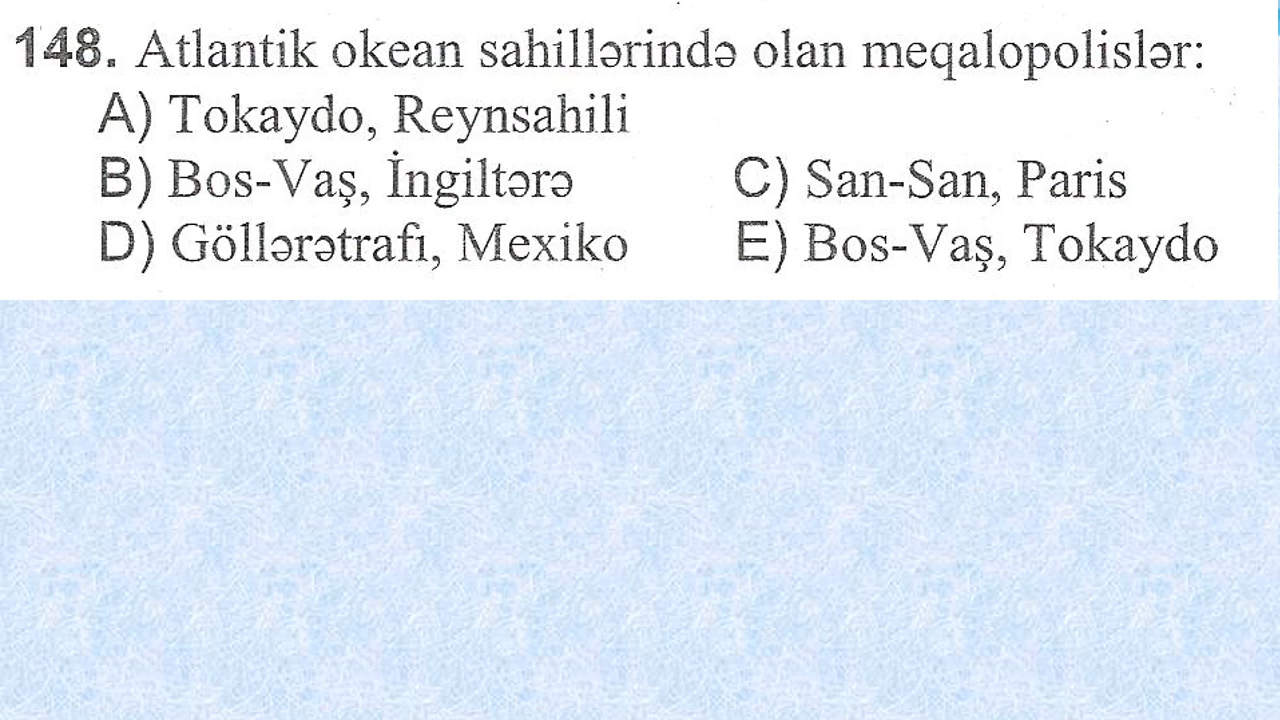 148. Atlantik okean sahillərində olan meqalopolislər:
A) Tokaydo, Reynsahili
B) Bos-Vaş, İngiltərə C) San-San, Paris
D) Göllərətrafı, Mexiko E) Bos-Vaş, Tokaydo